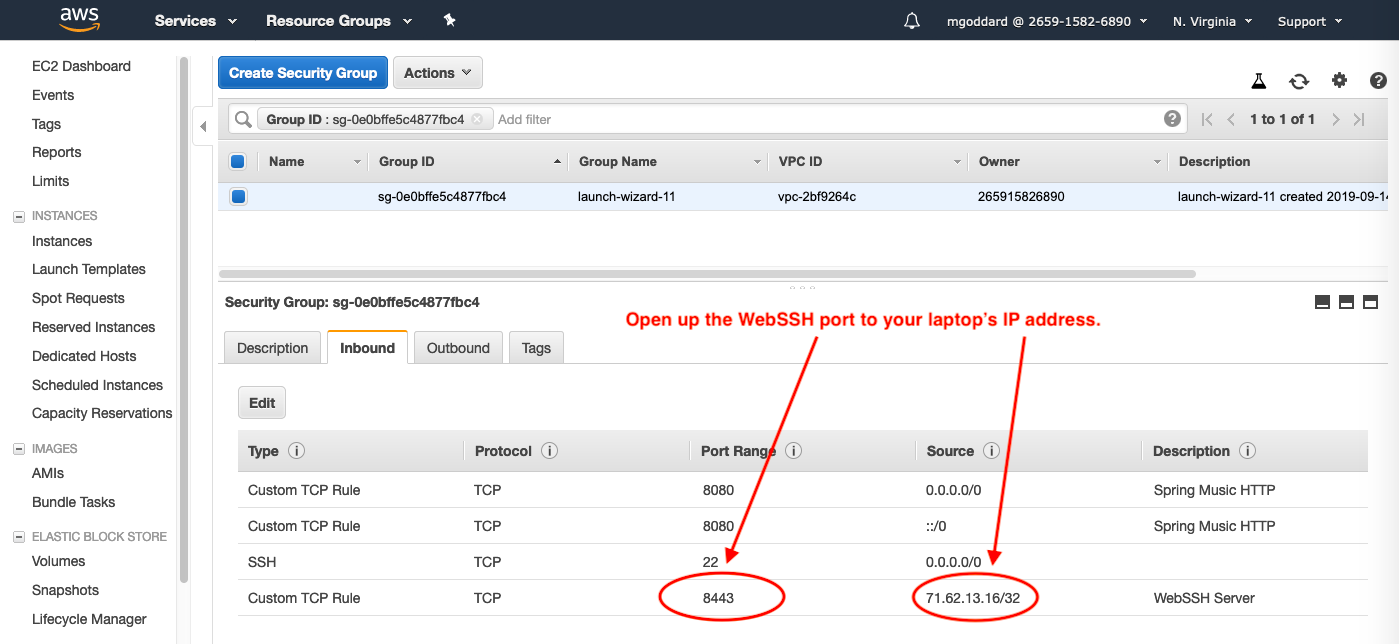 aws Services Resource Groups mgoddard @ 2659-1582-6890 N. Virginia Support
EC2 Dashboard
Events
Tags
Reports
Limits
INSTANCES
Instances
Launch Templates
Spot Requests
Reserved Instances
Dedicated Hosts
Scheduled Instances
Capacity Reservations
IMAGES
AMIs
Bundle Tasks
ELASTIC BLOCK STORE
Volumes
Snapshots
Lifecycle Manager
Create Security Group Actions
Group ID : sg-0e0bffe5c4877fbc4 Add filter 1 to 1 of 1
Name Group ID Group Name VPC ID Owner Description
sg-0e0bffe5c4877fbc4 launch-wizard-11 vpc-2bf9264c 265915826890 launch-wizard-11 created 2019-09-14
Security Group: sg-0e0bffe5c4877fbc4
Open up the WebSSH port to your laptop's IP address.
Description Inbound Outbound Tags
Edit
Type Protocol Port Range Source Description
Custom TCP Rule TCP 8080 0.0.0.0/0 Spring Music HTTP
Custom TCP Rule TCP 8080 ::/0 Spring Music HTTP
SSH TCP 22 0.0.0.0/0
Custom TCP Rule TCP 8443 71.62.13.16/32 WebSSH Server